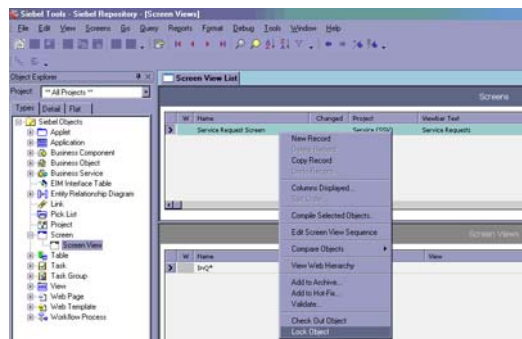 Siebel Tools - Siebel Repository - [Screen Views]
File Edit View Screens Go Query Reports Format Debug Tools Window Help
Object Explorer
Project: ** All Projects **
Types Detail Flat
Siebel Objects
Applet
Application
Business Component
Business Object
Business Service
EIM Interface Table
Entity Relationship Diagram
Link
Pick List
Project
Screen
Screen View
Table
Task
Task Group
View
Web Page
Web Template
Workflow Process
Screen View List
Screens
W Name Changed Project Viewbar Text
Service Request Screen Service (SSV) Service Requests
New Record
Delete Record
Copy Record
Undo Record
Columns Displayed...
Sort Order...
Compile Selected Objects...
Edit Screen View Sequence
Compare Objects
View Web Hierarchy
Add to Archive...
Add to Hot-Fix...
Validate...
Check Out Object
Lock Object
Screen Views
W Name View